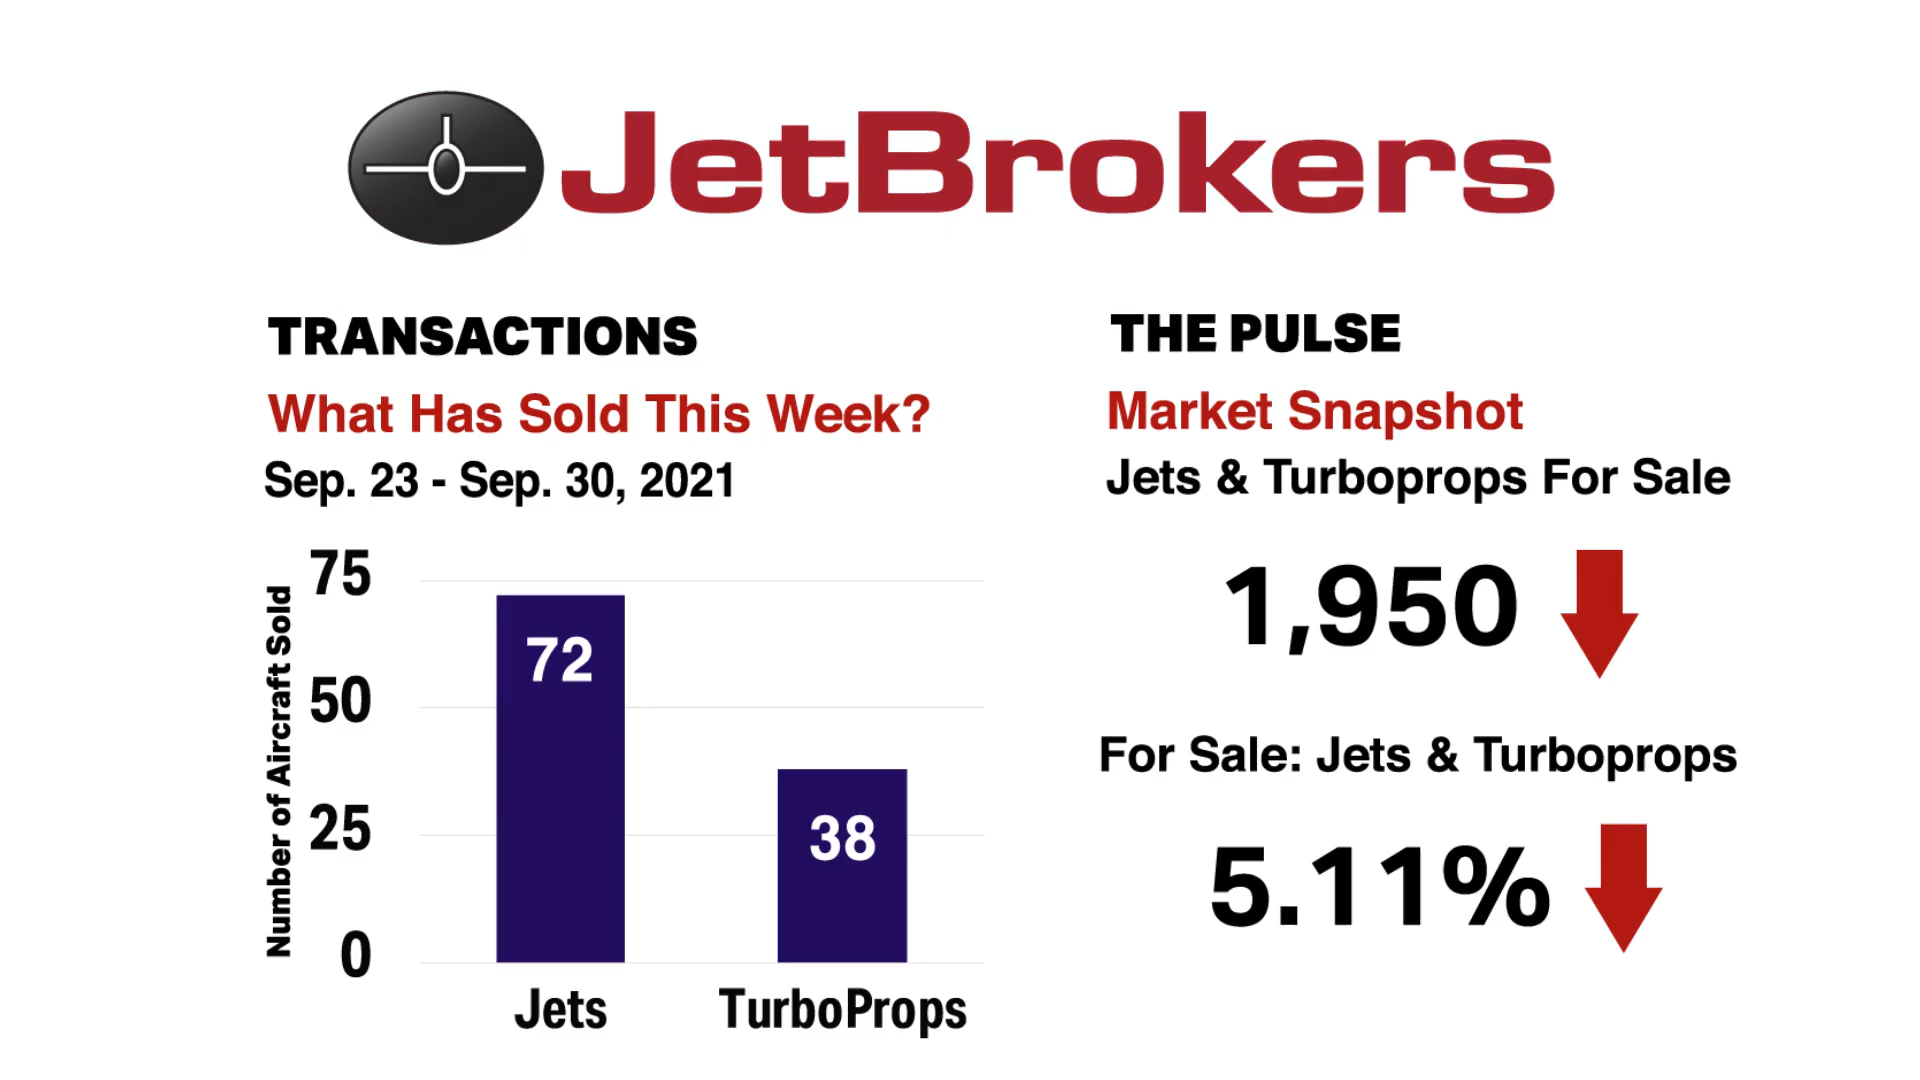 JetBrokers
TRANSACTIONS
What Has Sold This Week?
Sep. 23 - Sep. 30, 2021
Number of Aircraft Sold
75
50
25
0
72
38
Jets
TurboProps
THE PULSE
Market Snapshot
Jets & Turboprops For Sale
1,950
For Sale: Jets & Turboprops
5.11%